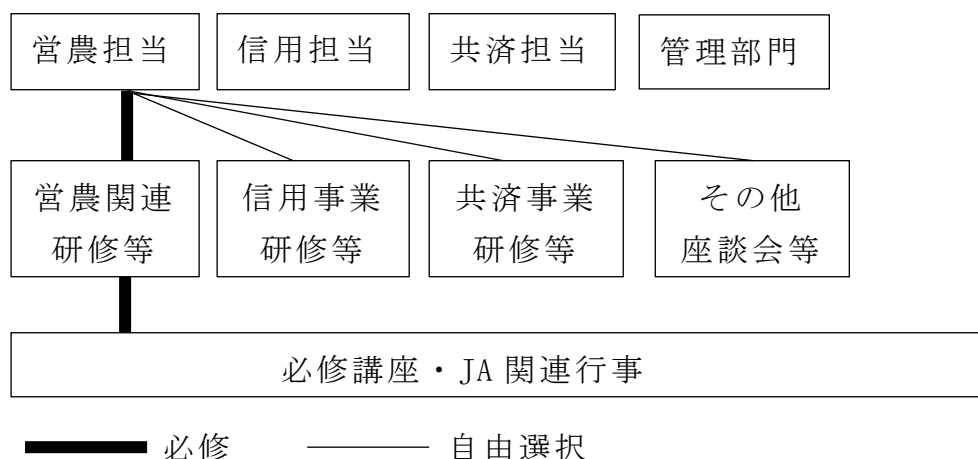 営農担当 信用担当 共済担当 管理部門
営農関連 信用事業 共済事業 その他
研修等 研修等 研修等 座談会等
必修講座・JA関連行事
必修 自由選択